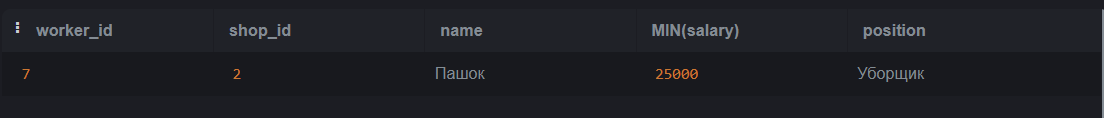 worker_id shop_id name MIN(salary) position
7 2 Пашок 25000 Уборщик